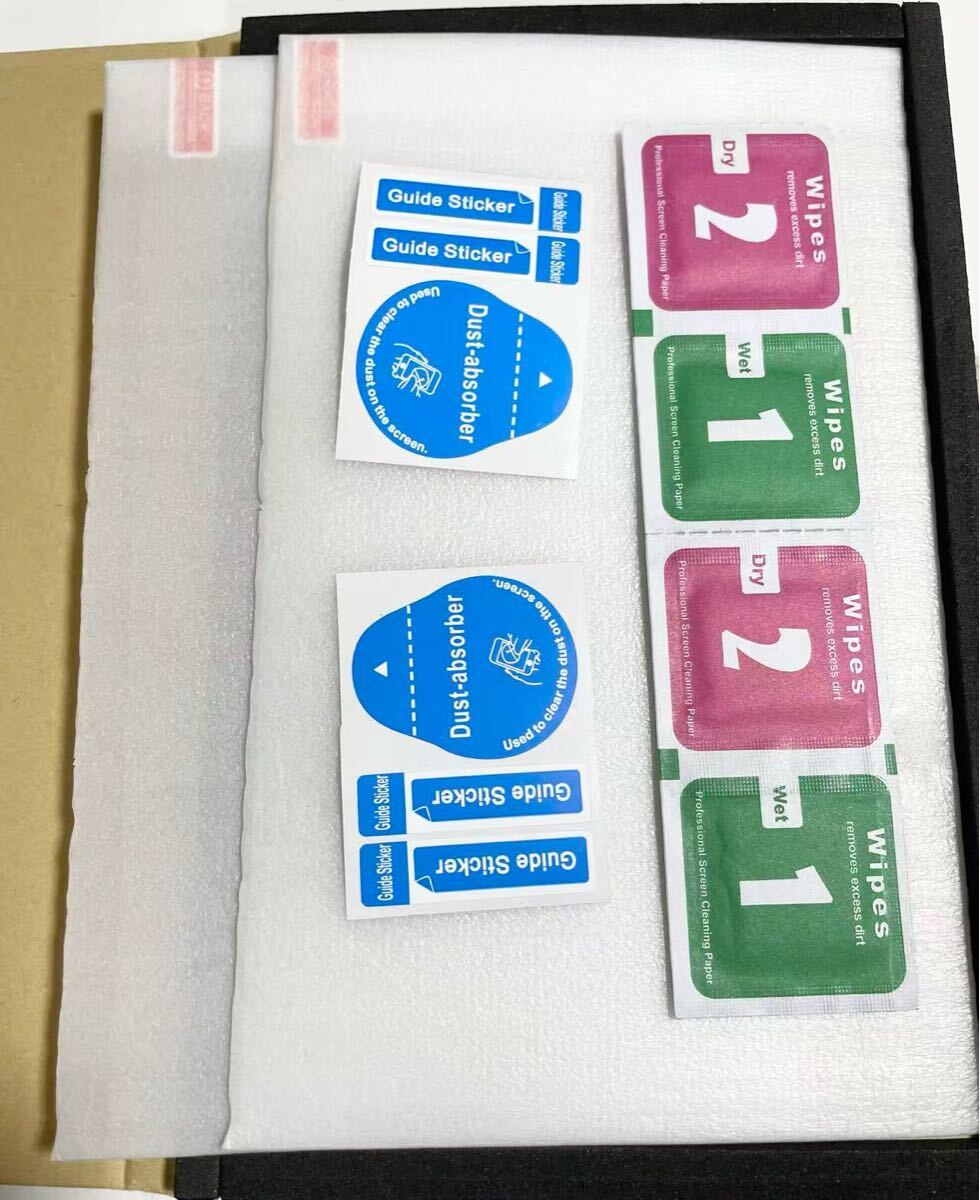 Guide Sticker
Guide Sticker
Guide Sticker
Guide Sticker
Dust-absorber
Used to clear the dust on the screen.
Dust-absorber
Used to clear the dust on the screen.
Guide Sticker
Guide Sticker
Guide Sticker
Guide Sticker
Wipes
removes excess dirt
Dry
2
Professional Screen Cleaning Paper
Wipes
removes excess dirt
Wet
1
Professional Screen Cleaning Paper
Wipes
removes excess dirt
Dry
2
Professional Screen Cleaning Paper
Wipes
removes excess dirt
Wet
1
Professional Screen Cleaning Paper